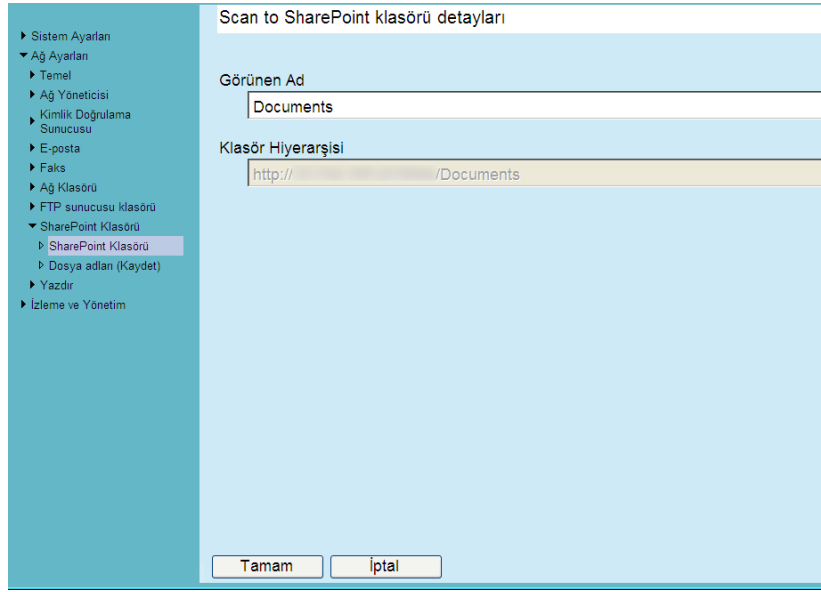 Scan to SharePoint klasörü detayları
Sistem Ayarları
Ağ Ayarları
Temel
Ağ Yöneticisi
Kimlik Doğrulama
Sunucusu
E-posta
Faks
Ağ Klasörü
FTP sunucusu klasörü
SharePoint Klasörü
SharePoint Klasörü
Dosya adları (Kaydet)
Yazdır
İzleme ve Yönetim
Görünen Ad
Documents
Klasör Hiyerarşisi
http:// /Documents
Tamam İptal